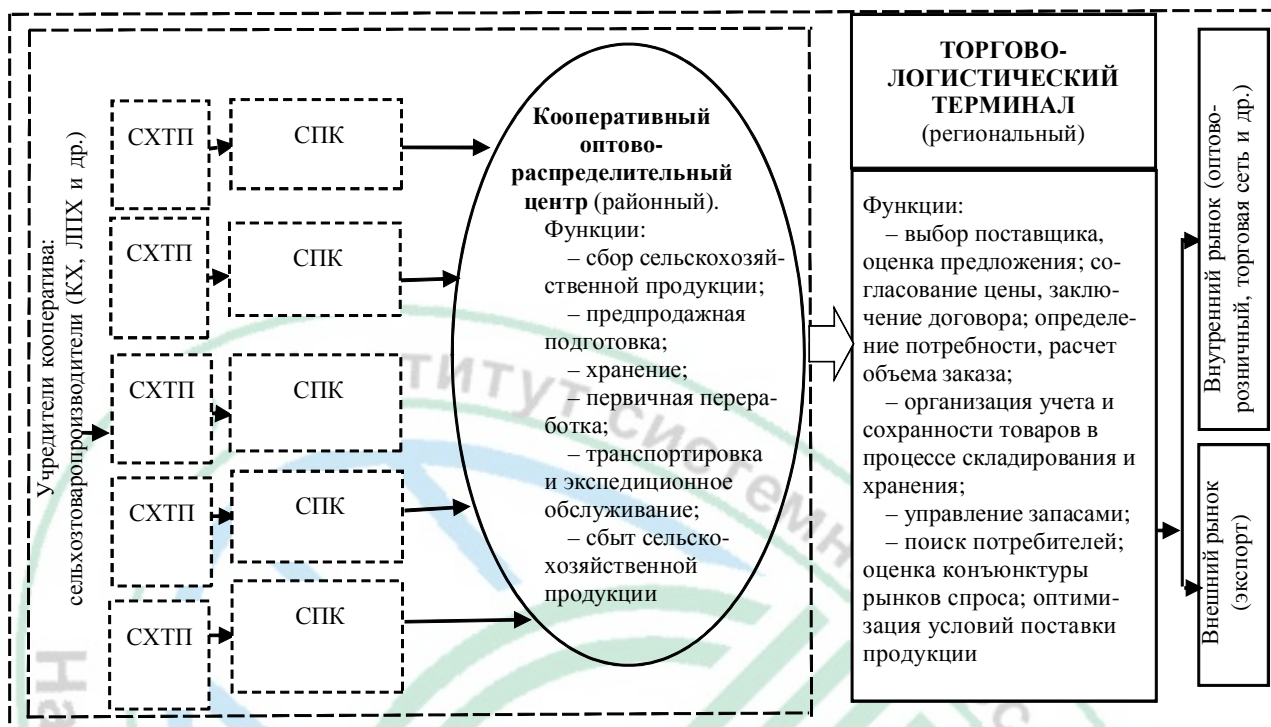 Учредители кооператива:
сельхозтоваропроизводители (КХ, ЛПХ и др.)
СХТП
СПК
СХТП
СПК
СХТП
СПК
СХТП
СПК
СХТП
СПК
Кооперативный
оптово-
распределительный
центр (районный).
Функции:
– сбор сельскохозяй-
ственной продукции;
– предпродажная
подготовка;
– хранение;
– первичная перера-
ботка;
– транспортировка
и экспедиционное
обслуживание;
– сбыт сельско-
хозяйственной
продукции
ТОРГОВО-
ЛОГИСТИЧЕСКИЙ
ТЕРМИНАЛ
(региональный)
Функции:
– выбор поставщика,
оценка предложения; со-
гласование цены, заклю-
чение договора; определе-
ние потребности, расчет
объема заказа;
– организация учета и
сохранности товаров в
процессе складирования и
хранения;
– управление запасами;
– поиск потребителей;
оценка конъюнктуры
рынков спроса; оптими-
зация условий поставки
продукции
Внутренний рынок (оптово-
розничный, торговая сеть и др.)
Внешний рынок
(экспорт)